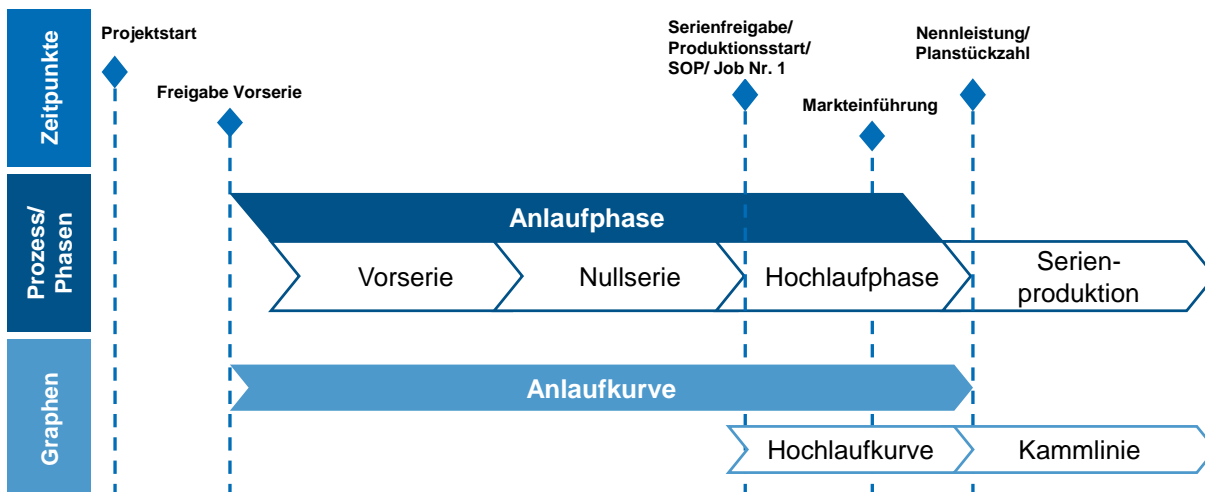 Zeitpunkte
Projektstart
Freigabe Vorserie
Serienfreigabe/
Produktionsstart/
SOP/ Job Nr. 1
Markteinführung
Nennleistung/
Planstückzahl
Prozess/
Phasen
Anlaufphase
Vorserie
Nullserie
Hochlaufphase
Serien-
produktion
Graphen
Anlaufkurve
Hochlaufkurve
Kammlinie